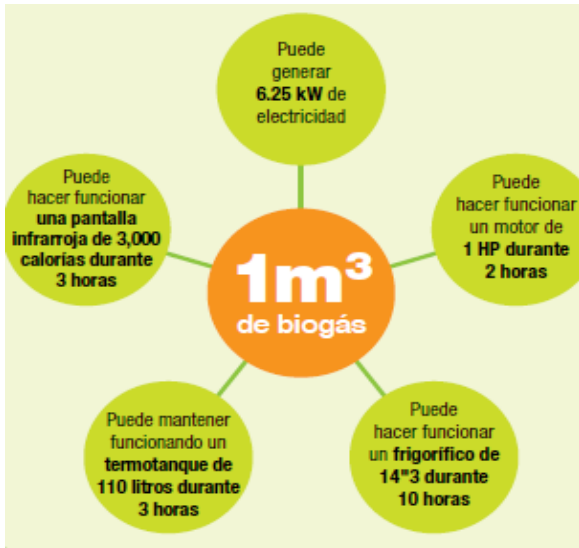 Puede
generar
6.25 kW de
electricidad
Puede
hacer funcionar
una pantalla
infrarroja de 3,000
calorías durante
3 horas
Puede
hacer funcionar
un motor de
1 HP durante
2 horas
1m³
de biogás
Puede mantener
funcionando un
termotanque de
110 litros durante
3 horas
Puede
hacer funcionar
un frigorífico de
14"3 durante
10 horas